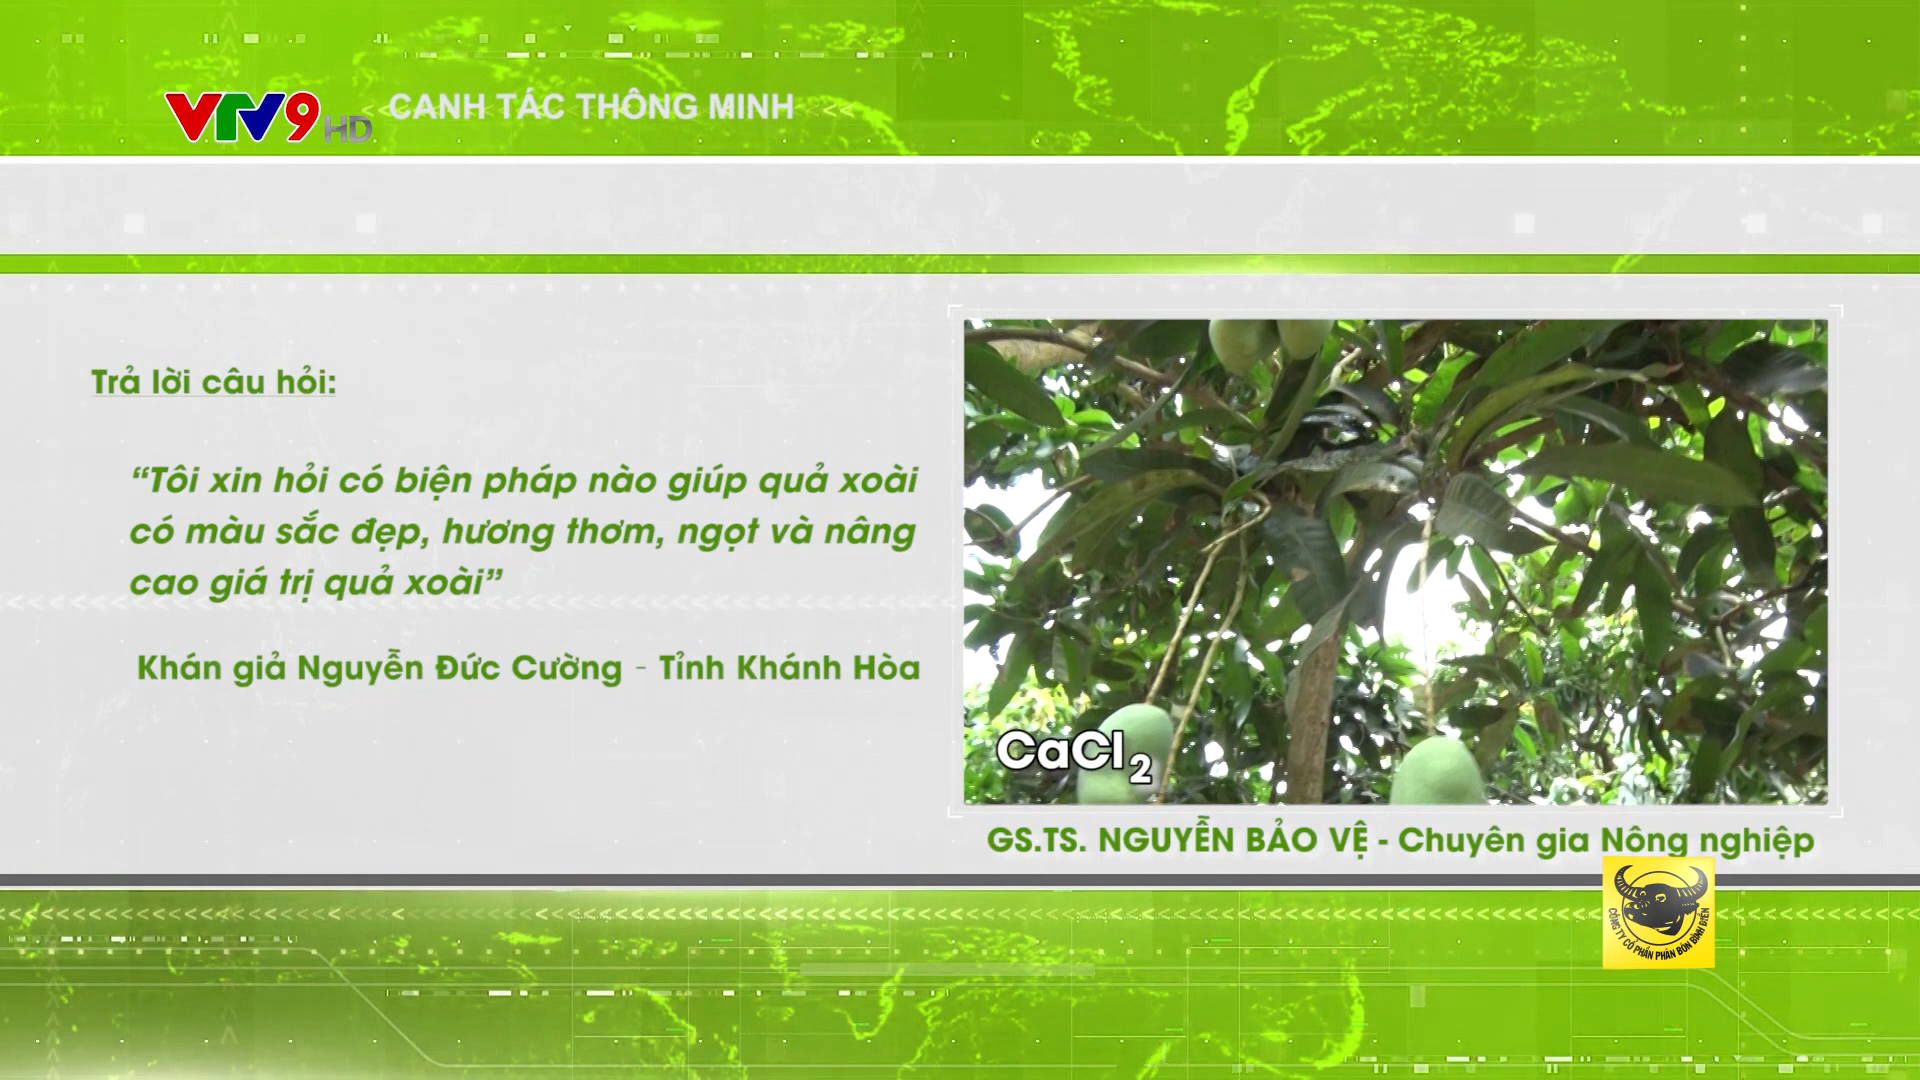 VTV9 HD
CANH TÁC THÔNG MINH
Trả lời câu hỏi:
“Tôi xin hỏi có biện pháp nào giúp quả xoài
có màu sắc đẹp, hương thơm, ngọt và nâng
cao giá trị quả xoài”
Khán giả Nguyễn Đức Cường - Tỉnh Khánh Hòa
CaCl₂
GS.TS. NGUYỄN BẢO VỆ - Chuyên gia Nông nghiệp
CÔNG TY CỔ PHẦN PHÂN BÓN BÌNH ĐIỀN